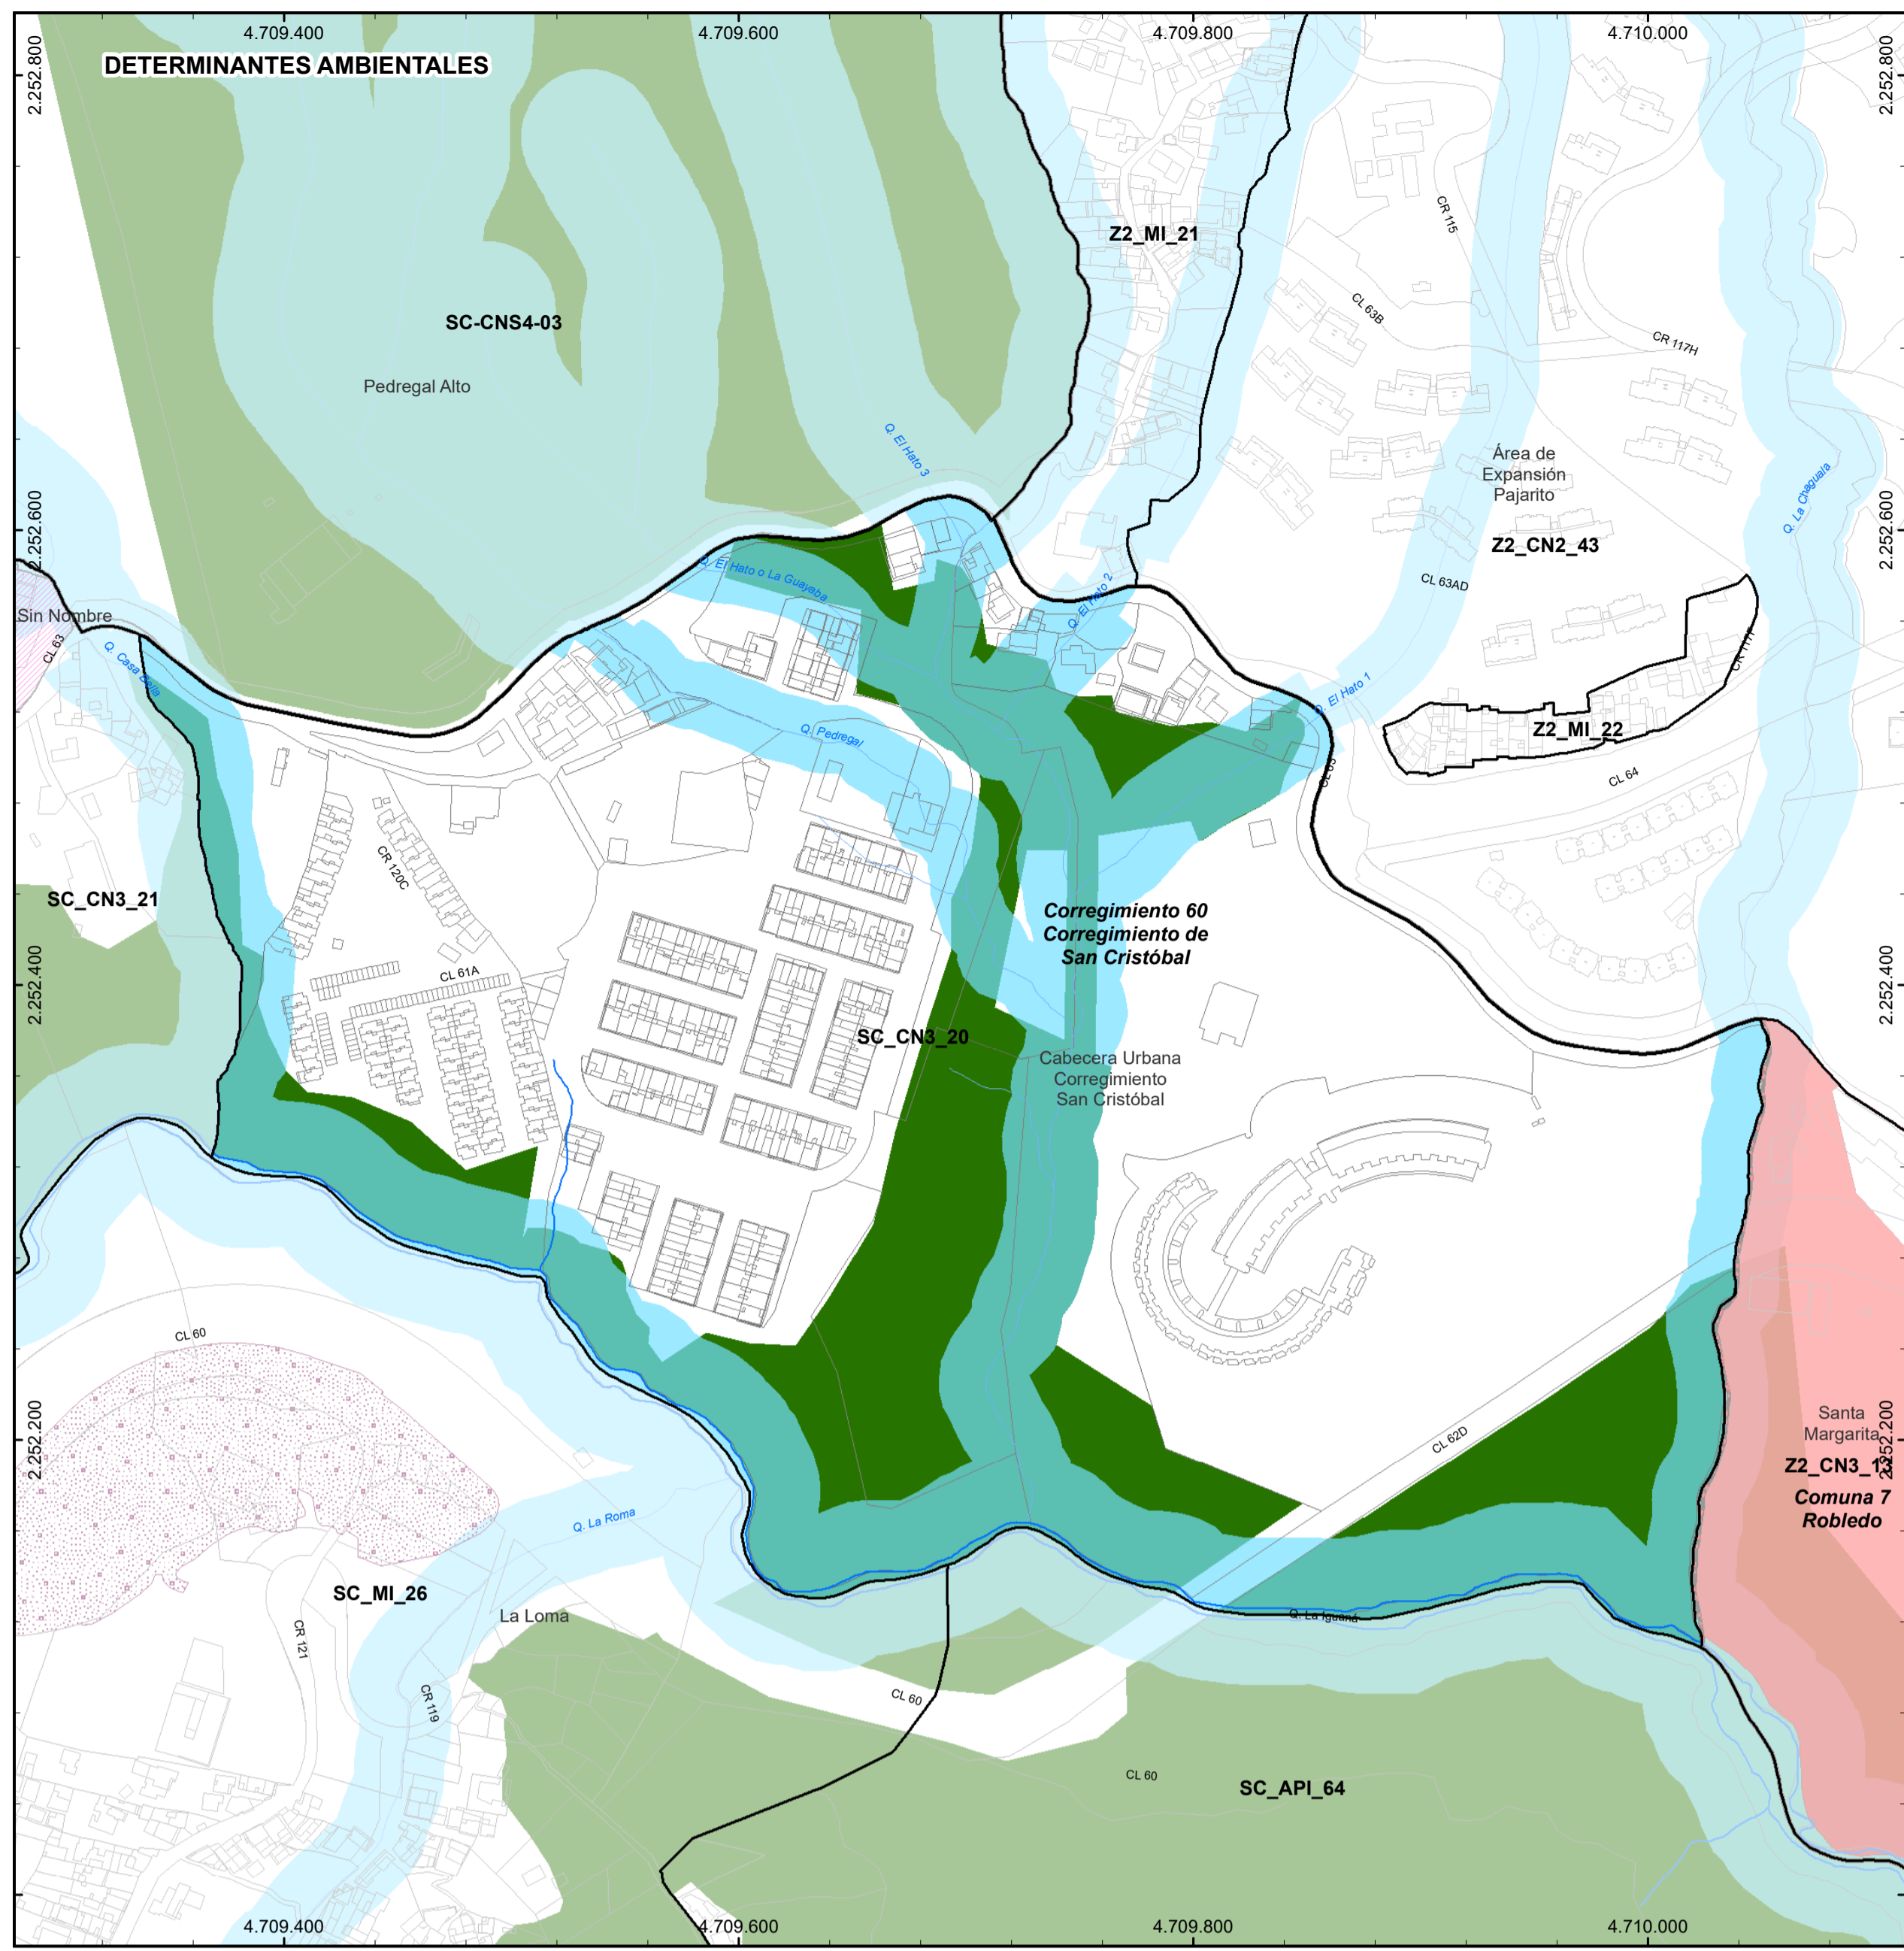 4.709.400
4.709.600
4.709.800
4.710.000
2.252.800
2.252.800
DETERMINANTES AMBIENTALES
Z2_MI_21
CR 115
SC-CNS4-03
CL 63B
CR 117H
Pedregal Alto
Q. El Hato 3
Área de
Expansión
Pajarito
Q. La Chaguala
2.252.600
2.252.600
Z2_CN2_43
Q. El Hato o La Guayaba
CL 63AD
Q. El Hato 2
Sin Nombre
CL 63
Q. Casa Bella
CR 117F
Q. El Hato 1
Q. Pedregal
Z2_MI_22
CL 63
CL 64
CR 120C
SC_CN3_21
Corregimiento 60
Corregimiento de
San Cristóbal
CL 61A
2.252.400
2.252.400
SC_CN3_20
Cabecera Urbana
Corregimiento
San Cristóbal
CL 60
Santa
Margarita
2.252.200
2.252.200
CL 62D
Z2_CN3_13
Comuna 7
Robledo
Q. La Roma
SC_MI_26
La Loma
Q. La Iguaná
CR 121
CR 119
CL 60
CL 60
SC_API_64
4.709.400
4.709.600
4.709.800
4.710.000